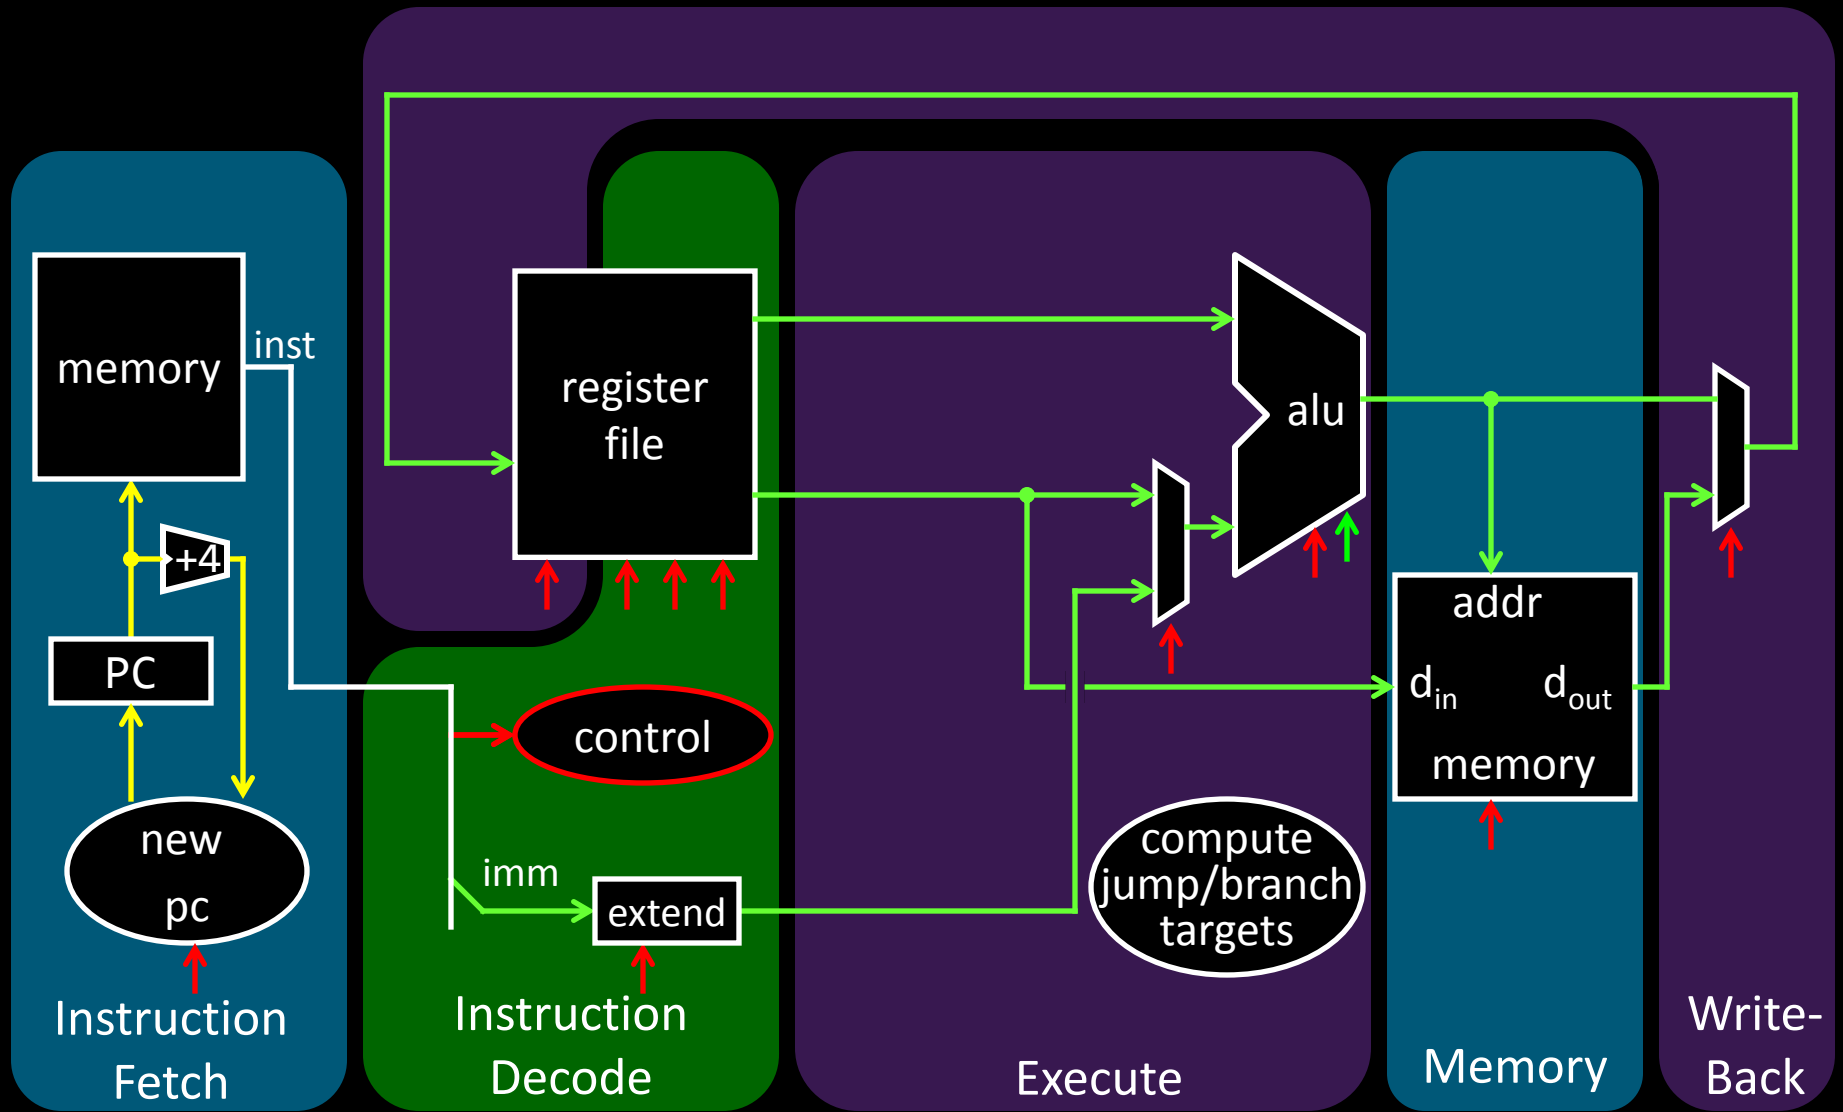 memory
inst
+4
PC
new
pc
Instruction
Fetch
register
file
control
imm
extend
Instruction
Decode
alu
compute
jump/branch
targets
Execute
addr
din
dout
memory
Memory
Write-
Back